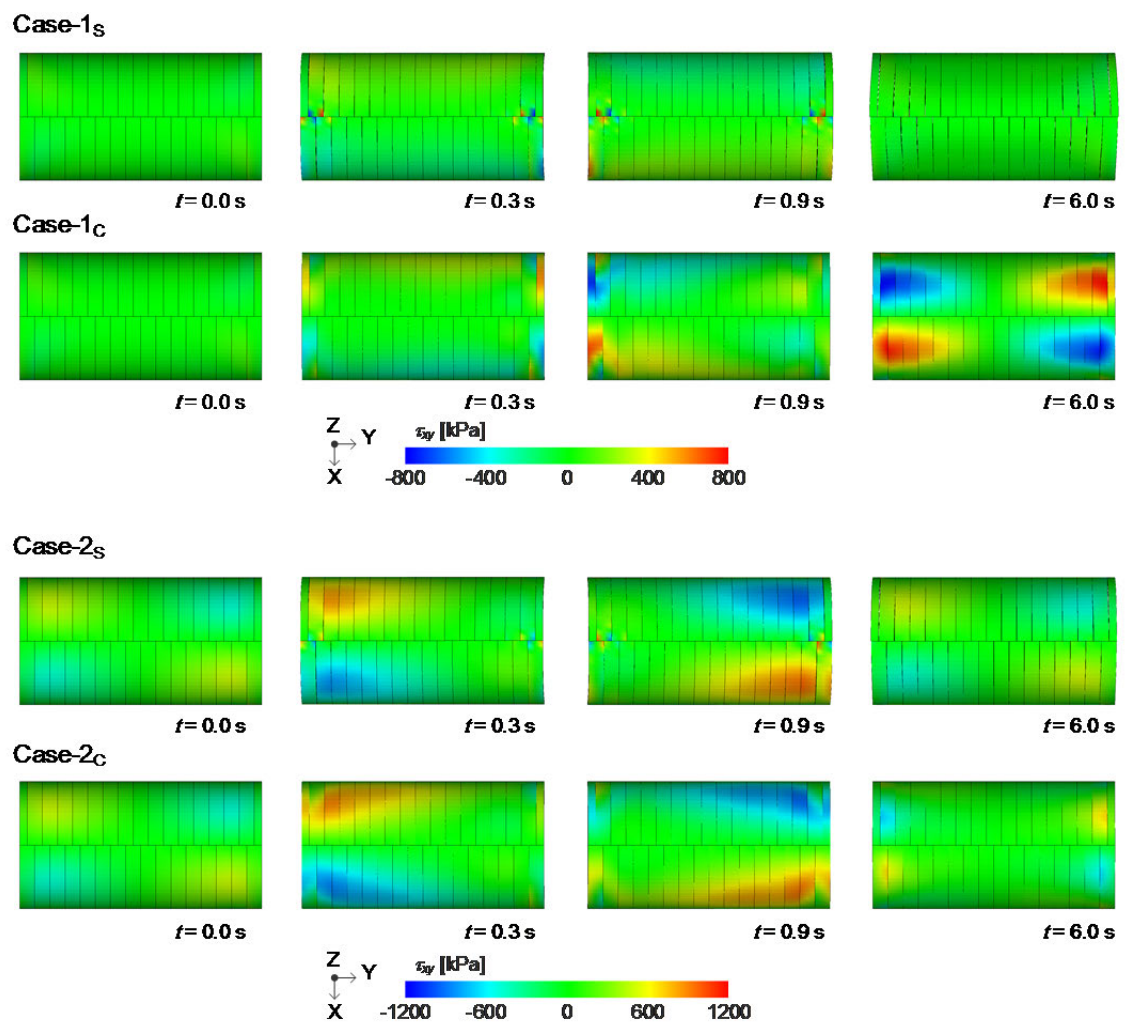 Case-1S
t = 0.0 s t = 0.3 s t = 0.9 s t = 6.0 s
Case-1C
t = 0.0 s t = 0.3 s t = 0.9 s t = 6.0 s
Z Y X
τxy [kPa]
-800 -400 0 400 800
Case-2S
t = 0.0 s t = 0.3 s t = 0.9 s t = 6.0 s
Case-2C
t = 0.0 s t = 0.3 s t = 0.9 s t = 6.0 s
Z Y X
τxy [kPa]
-1200 -600 0 600 1200